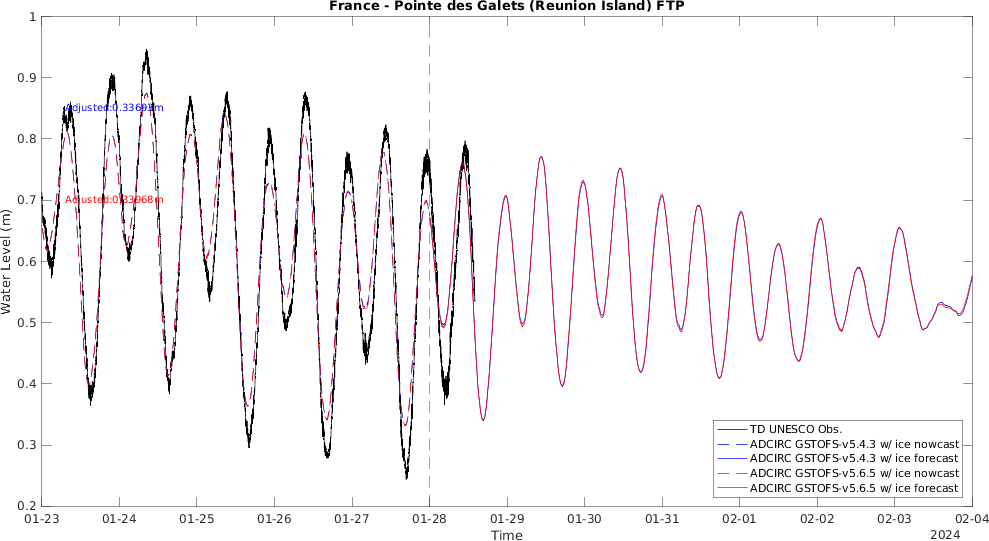 France - Pointe des Galets (Reunion Island) FTP
Water Level (m)
1
0.9
0.8
0.7
0.6
0.5
0.4
0.3
0.2
Adjusted:0.33968m
TD UNESCO Obs.
ADCIRC GSTOFS-v5.4.3 w/ ice nowcast
ADCIRC GSTOFS-v5.4.3 w/ ice forecast
ADCIRC GSTOFS-v5.6.5 w/ ice nowcast
ADCIRC GSTOFS-v5.6.5 w/ ice forecast
01-23 01-24 01-25 01-26 01-27 01-28 01-29 01-30 01-31 02-01 02-02 02-03 02-04
Time
2024